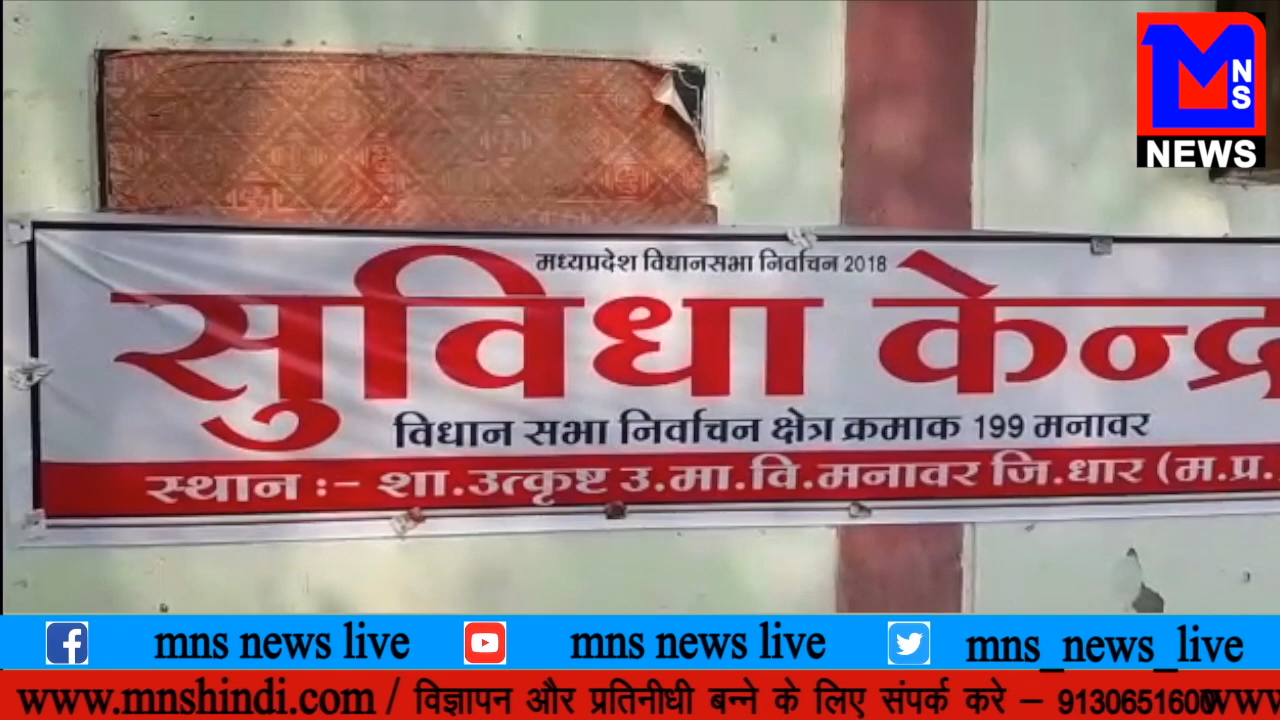 M
N
S
NEWS
मध्यप्रदेश विधानसभा निर्वाचन 2018
सुविधा केन्द्र
विधान सभा निर्वाचन क्षेत्र क्रमाक 199 मनावर
स्थान :- शा.उत्कृष्ट उ.मा.वि.मनावर जि.धार (म.प्र.
mns news live mns news live mns_news_live
www.mnshindi.com / विज्ञापन और प्रतिनीधी बन्ने के लिए संपर्क करे – 9130651600